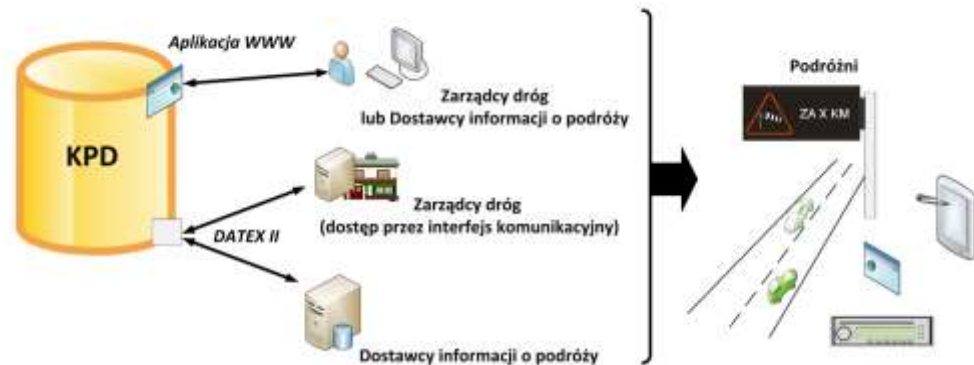 Aplikacja WWW
Zarządcy dróg
lub Dostawcy informacji o podróży
KPD
Zarządcy dróg
(dostęp przez interfejs komunikacyjny)
DATEX II
Dostawcy informacji o podróży
Podróżni
ZA X KM